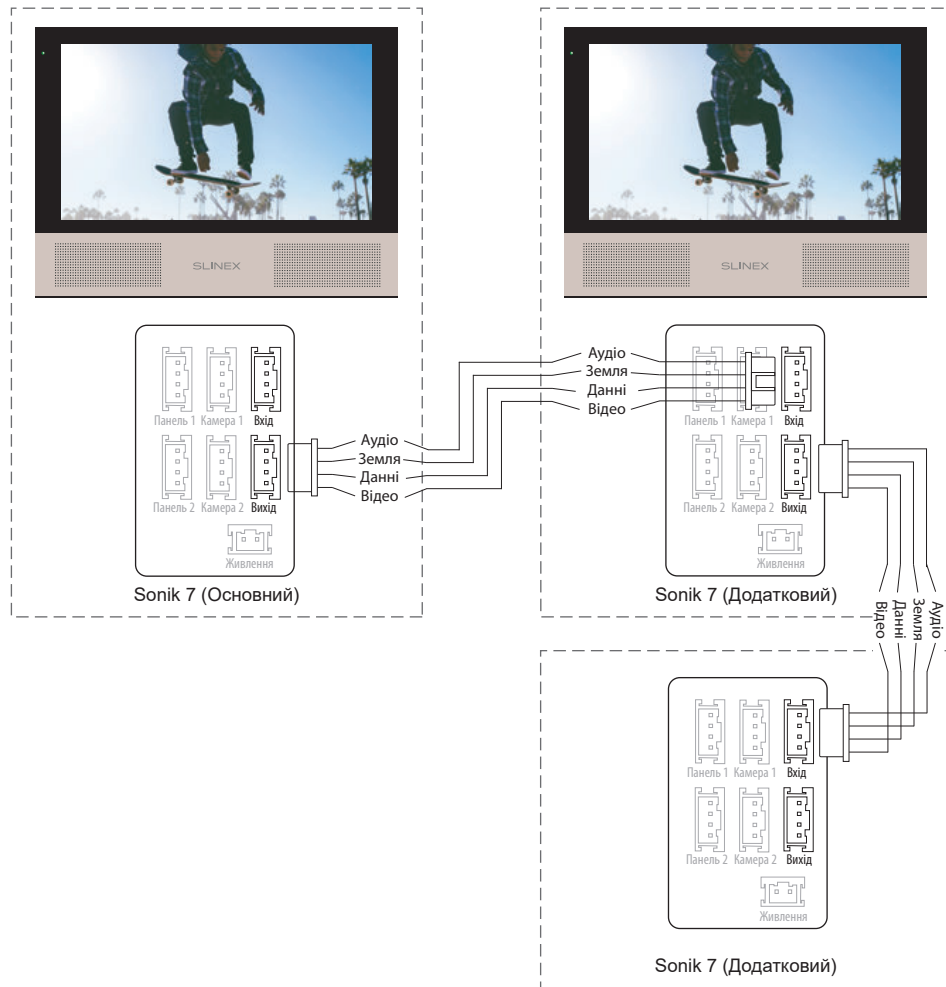 SLINEX
SLINEX
Панель 1 Камера 1 Вхід
Панель 2 Камера 2 Вихід
Живлення
Sonik 7 (Основний)
Аудіо
Земля
Данні
Відео
Аудіо
Земля
Данні
Відео
Панель 1 Камера 1 Вхід
Панель 2 Камера 2 Вихід
Живлення
Sonik 7 (Додатковий)
Аудіо
Земля
Данні
Відео
Панель 1 Камера 1 Вхід
Панель 2 Камера 2 Вихід
Живлення
Sonik 7 (Додатковий)